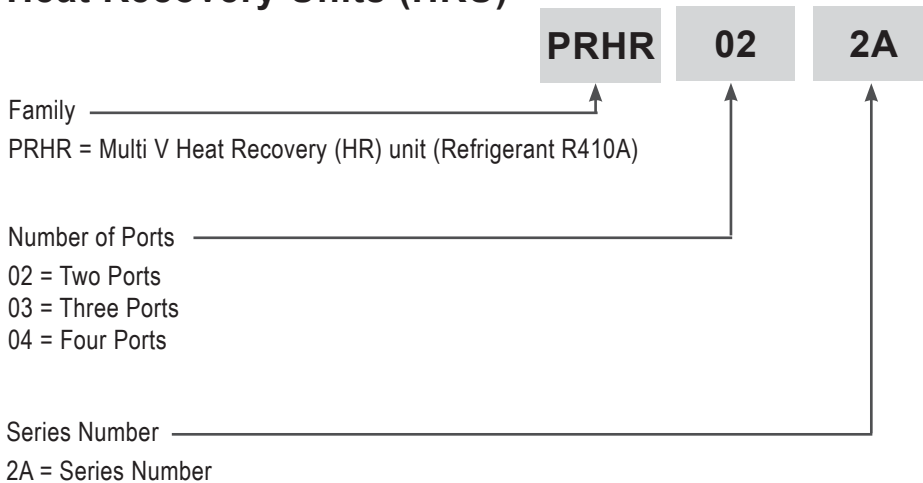 Heat Recovery Units (HRU)
PRHR 02 2A
Family
PRHR = Multi V Heat Recovery (HR) unit (Refrigerant R410A)
Number of Ports
02 = Two Ports
03 = Three Ports
04 = Four Ports
Series Number
2A = Series Number